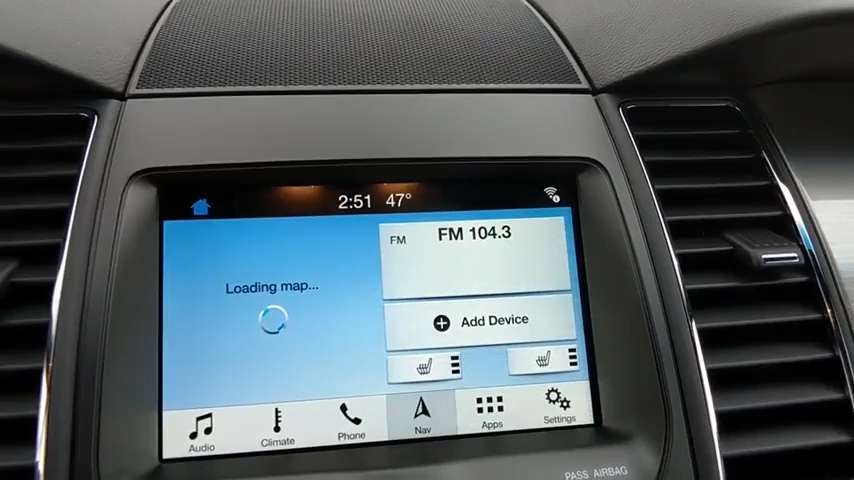 2:51 47°
FM FM 104.3
Loading map...
Add Device
Audio Climate Phone Nav Apps Settings
PASS AIRBAG